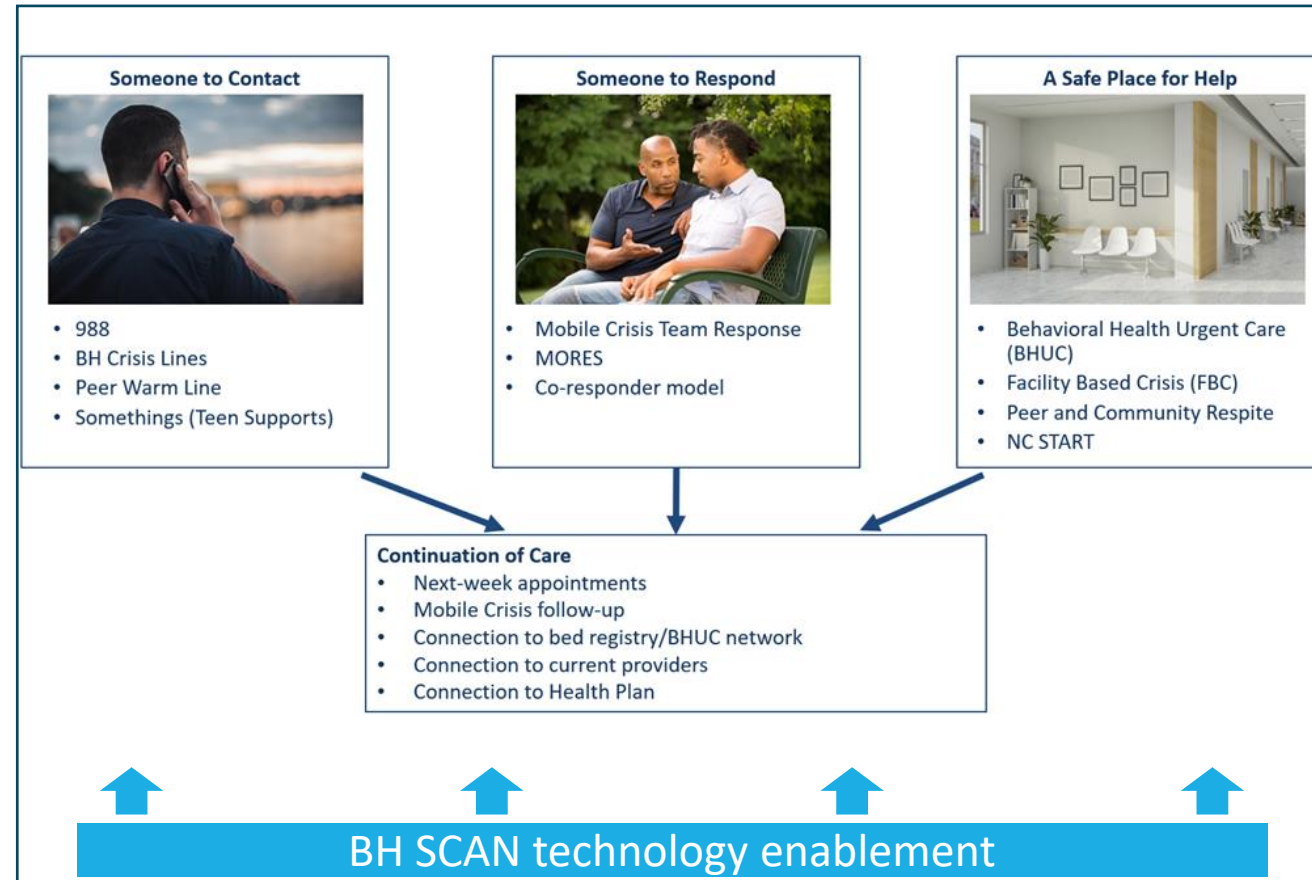 Someone to Contact
• 988
• BH Crisis Lines
• Peer Warm Line
• Somethings (Teen Supports)
Someone to Respond
• Mobile Crisis Team Response
• MORES
• Co-responder model
A Safe Place for Help
• Behavioral Health Urgent Care
(BHUC)
• Facility Based Crisis (FBC)
• Peer and Community Respite
• NC START
Continuation of Care
• Next-week appointments
• Mobile Crisis follow-up
• Connection to bed registry/BHUC network
• Connection to current providers
• Connection to Health Plan
BH SCAN technology enablement